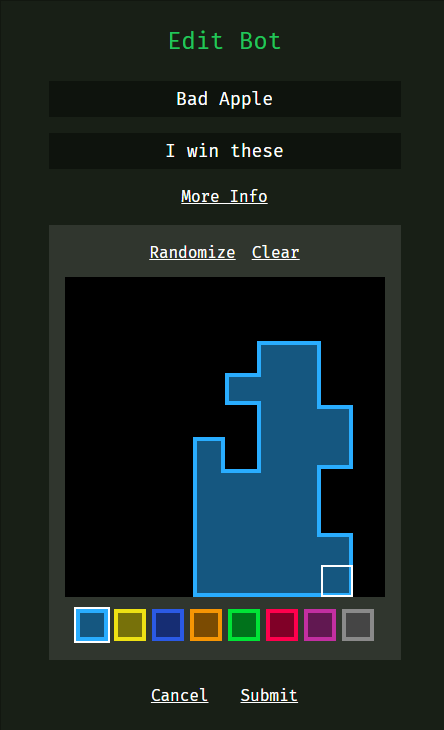 Edit Bot
Bad Apple
I win these
More Info
Randomize Clear
Cancel Submit